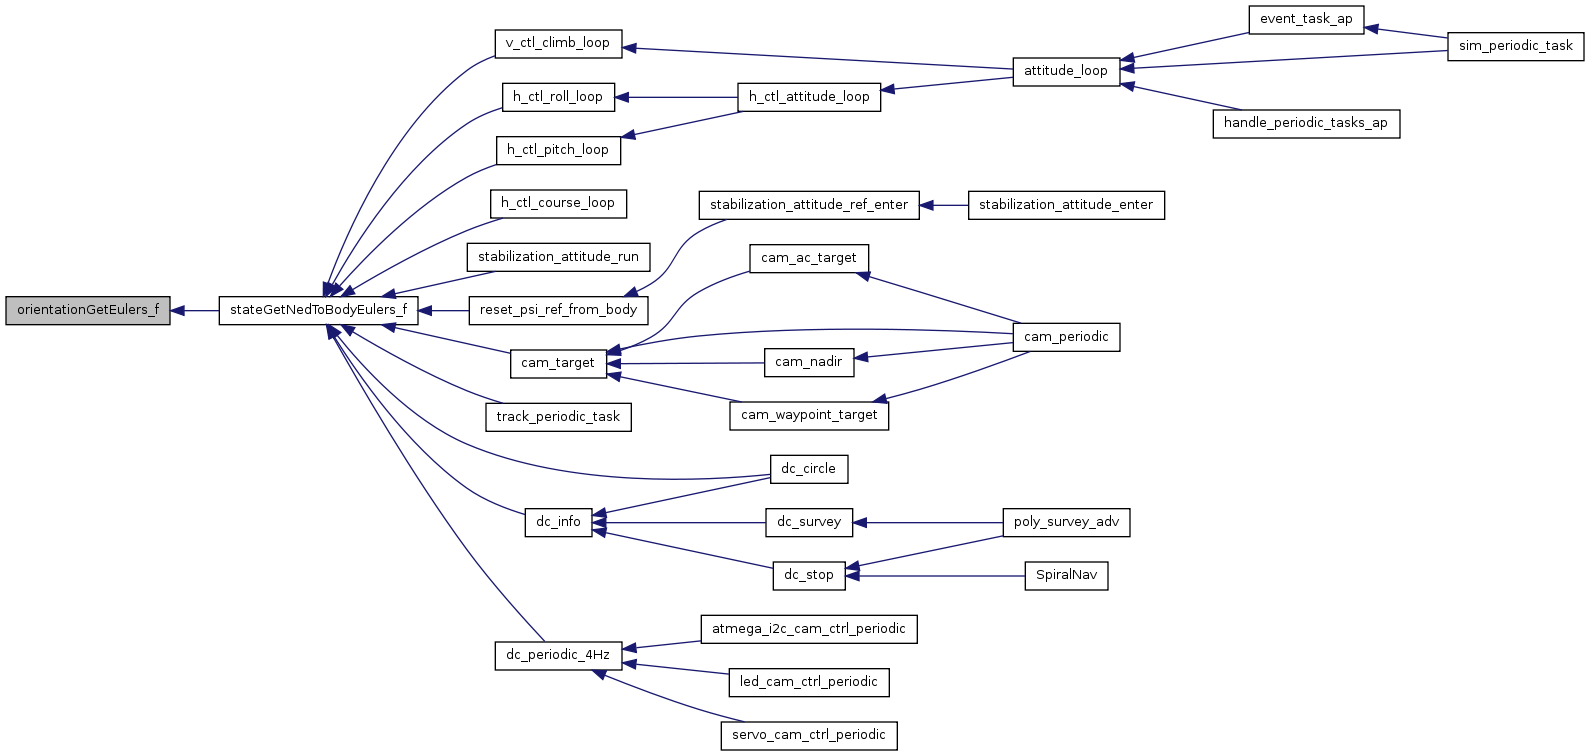 event_task_ap
v_ctl_climb_loop
sim_periodic_task
attitude_loop
h_ctl_roll_loop
h_ctl_attitude_loop
handle_periodic_tasks_ap
h_ctl_pitch_loop
h_ctl_course_loop
stabilization_attitude_ref_enter
stabilization_attitude_enter
stabilization_attitude_run
cam_ac_target
orientationGetEulers_f
stateGetNedToBodyEulers_f
reset_psi_ref_from_body
cam_periodic
cam_target
cam_nadir
track_periodic_task
cam_waypoint_target
dc_circle
dc_info
dc_survey
poly_survey_adv
dc_stop
SpiralNav
atmega_i2c_cam_ctrl_periodic
dc_periodic_4Hz
led_cam_ctrl_periodic
servo_cam_ctrl_periodic